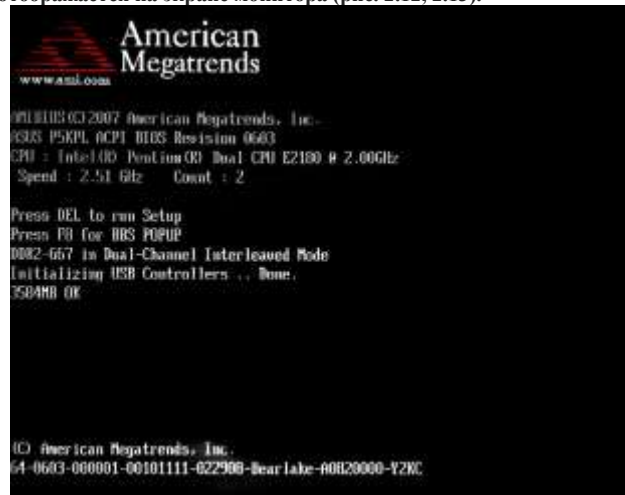 отображается на экране монитора (рис. 2.12, 2.13).
American
Megatrends
www.ami.com
AMIBIOS(C)2007 American Megatrends, Inc.
ASUS P5KPL ACPI BIOS Revision 0603
CPU : Intel(R) Pentium(R) Dual CPU E2180 @ 2.00GHz
Speed : 2.51 GHz Count : 2
Press DEL to run Setup
Press F8 for BBS POPUP
DDR2-667 in Dual-Channel Interleaved Mode
Initializing USB Controllers .. Done.
3584MB OK
(C) American Megatrends, Inc.
64-0603-000001-00101111-022908-Bearlake-A0820000-Y2KC